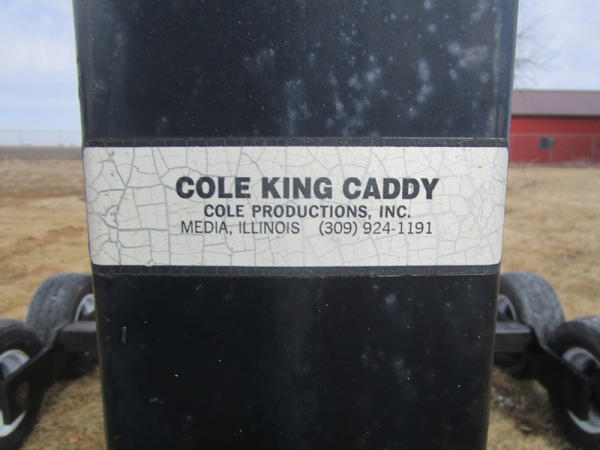 COLE KING CADDY
COLE PRODUCTIONS, INC.
MEDIA, ILLINOIS (309) 924-1191